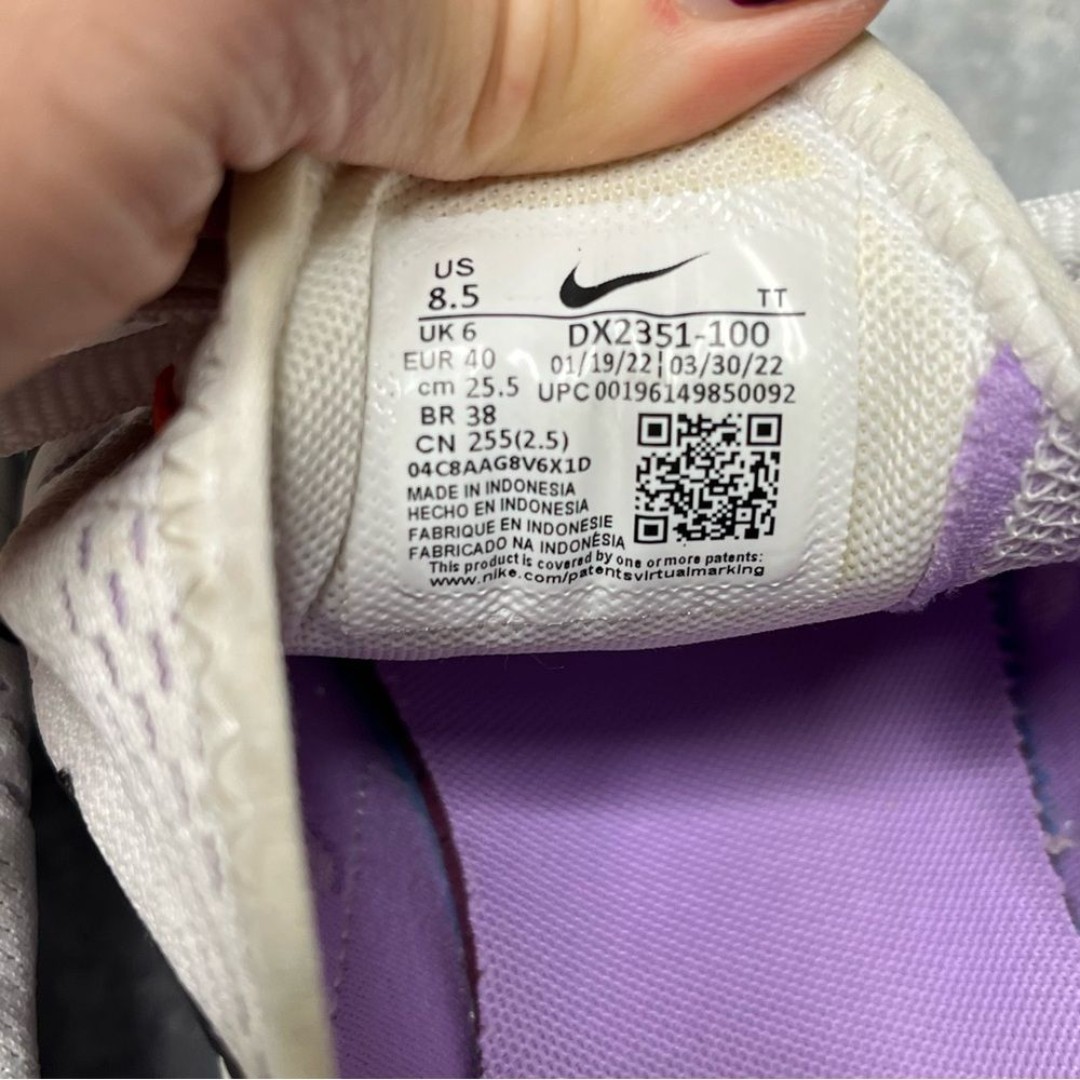 US
8.5
TT
UK 6
DX2351-100
EUR 40
01/19/22|03/30/22
cm 25.5
UPC 00196149850092
BR 38
CN 255(2.5)
04C8AAG8V6X1D
MADE IN INDONESIA
HECHO EN INDONESIA
FABRIQUE EN INDONESIE
FABRICADO NA INDONÉSIA
This product is covered by one or more patents:
www.nike.com/patentsvirtualmarking